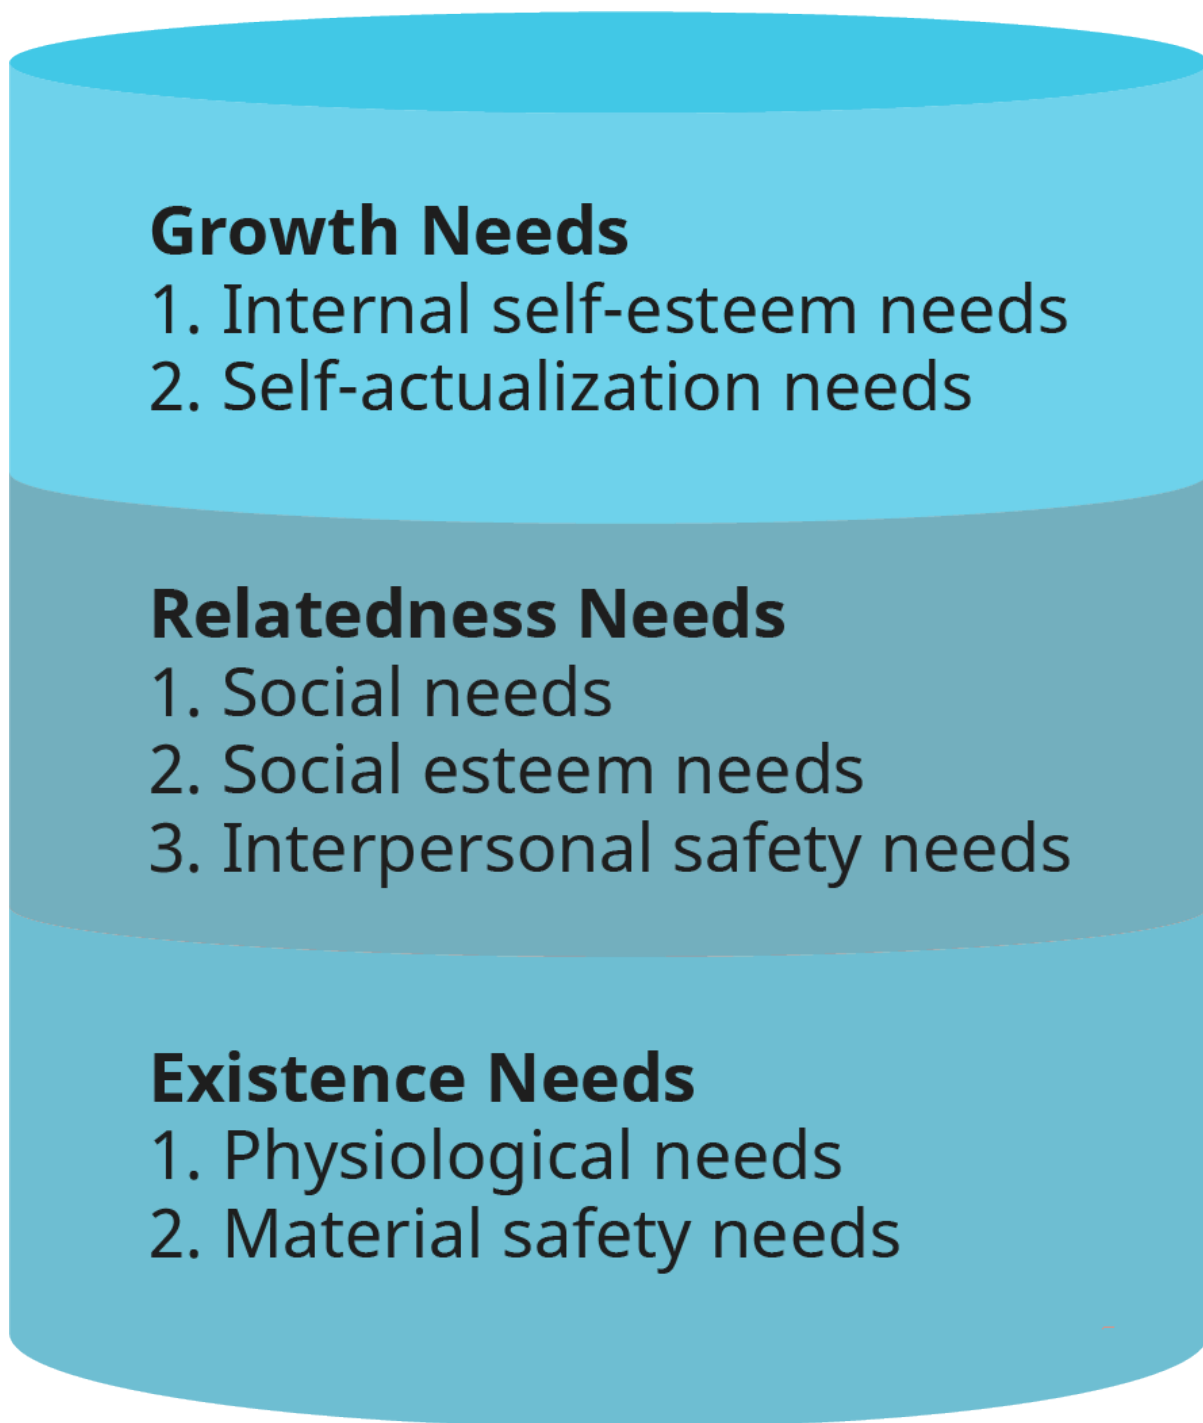 Growth Needs
1. Internal self-esteem needs
2. Self-actualization needs
Relatedness Needs
1. Social needs
2. Social esteem needs
3. Interpersonal safety needs
Existence Needs
1. Physiological needs
2. Material safety needs